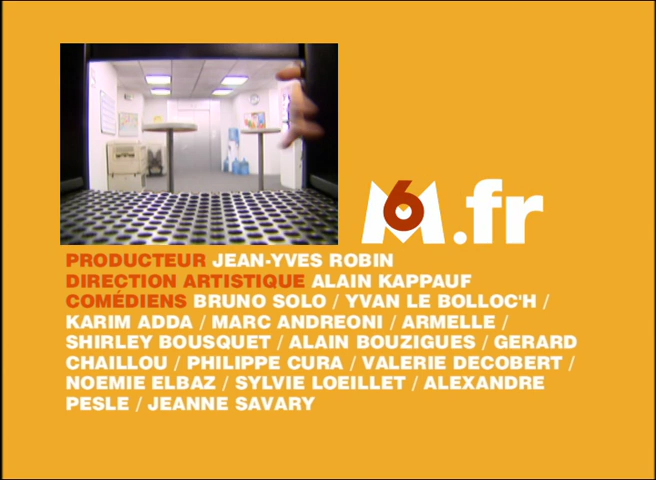 M6.fr
PRODUCTEUR JEAN-YVES ROBIN
DIRECTION ARTISTIQUE ALAIN KAPPAUF
COMÉDIENS BRUNO SOLO / YVAN LE BOLLOC'H /
KARIM ADDA / MARC ANDREONI / ARMELLE /
SHIRLEY BOUSQUET / ALAIN BOUZIGUES / GERARD
CHAILLOU / PHILIPPE CURA / VALERIE DECOBERT /
NOEMIE ELBAZ / SYLVIE LOEILLET / ALEXANDRE
PESLE / JEANNE SAVARY